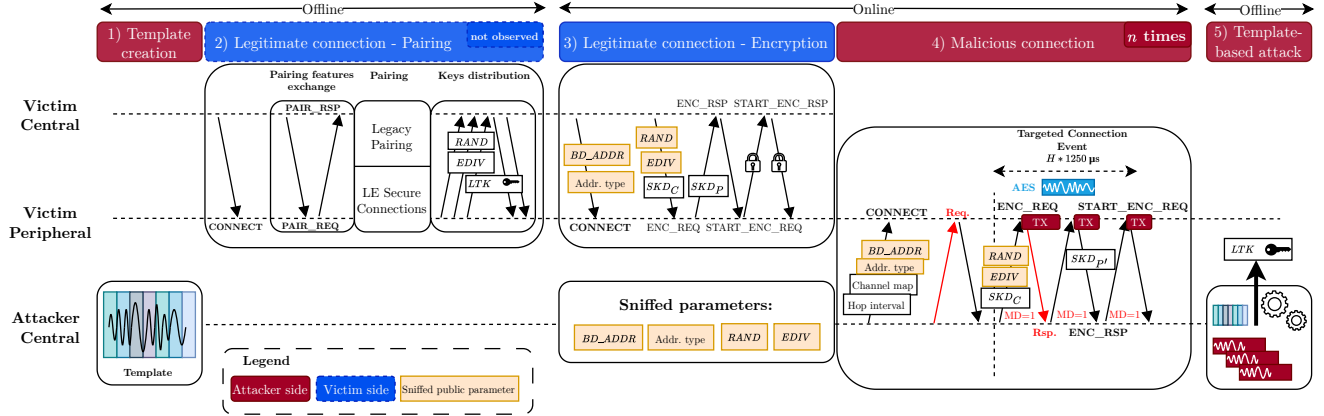 Offline
Online
Offline
1) Template
creation
2) Legitimate connection - Pairing
not observed
3) Legitimate connection - Encryption
4) Malicious connection
n times
5) Template-
based attack
Pairing features
exchange
Pairing
Keys distribution
Victim
Central
PAIR_RSP
Legacy
Pairing
LE Secure
Connections
RAND
EDIV
LTK
CONNECT
PAIR_REQ
ENC_RSP
START_ENC_RSP
BD_ADDR
Addr. type
RAND
EDIV
SKD_C
SKD_P
CONNECT
ENC_REQ
START_ENC_REQ
Targeted Connection
Event
H * 1250 µs
AES
Victim
Peripheral
CONNECT
Req.
ENC_REQ
START_ENC_REQ
TX
TX
TX
BD_ADDR
Addr. type
Channel map
Hop interval
RAND
EDIV
SKD_C
SKD_P'
MD=1
MD=1
MD=1
Rsp.
ENC_RSP
LTK
Attacker
Central
Template
Sniffed parameters:
BD_ADDR
Addr. type
RAND
EDIV
Legend
Attacker side
Victim side
Sniffed public parameter